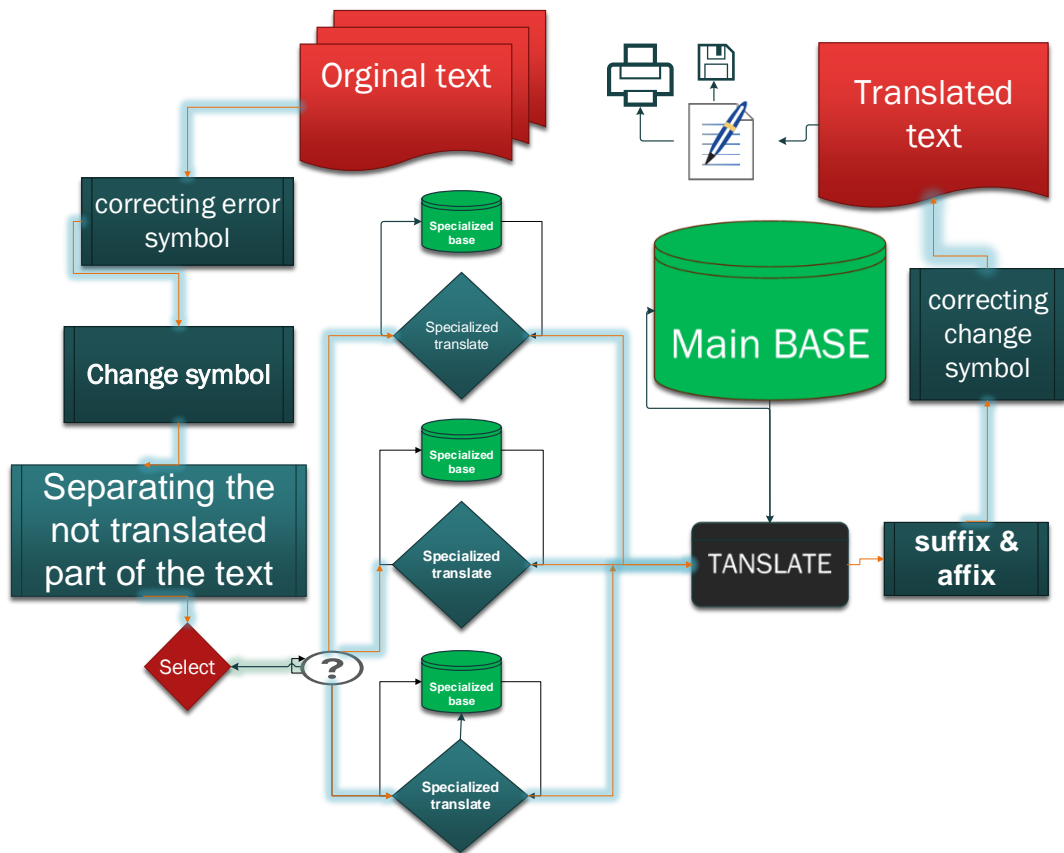 Orginal text
correcting error
symbol
Change symbol
Separating the
not translated
part of the text
Select
?
Specialized
base
Specialized
translate
Specialized
base
Specialized
translate
Specialized
base
Specialized
translate
Main BASE
TANSLATE
suffix &
affix
correcting
change
symbol
Translated
text